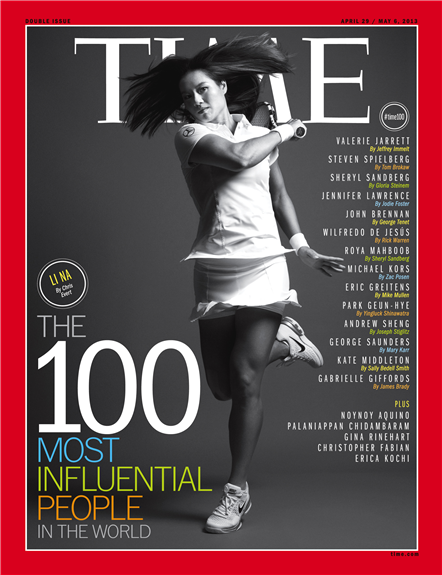 DOUBLE ISSUE
APRIL 29 / MAY 6, 2013
TIME
#time100
VALERIE JARRETT
By Jeffrey Immelt
STEVEN SPIELBERG
By Tom Brokaw
SHERYL SANDBERG
By Gloria Steinem
JENNIFER LAWRENCE
By Jodie Foster
JOHN BRENNAN
By George Tenet
WILFREDO DE JESÚS
By Rick Warren
ROYA MAHBOOB
By Sheryl Sandberg
MICHAEL KORS
By Zac Posen
ERIC GREITENS
By Mike Mullen
PARK GEUN-HYE
By Yingluck Shinawatra
ANDREW SHENG
By Joseph Stiglitz
GEORGE SAUNDERS
By Mary Karr
KATE MIDDLETON
By Sally Bedell Smith
GABRIELLE GIFFORDS
By James Brady
PLUS
NOYNOY AQUINO
PALANIAPPAN CHIDAMBARAM
GINA RINEHART
CHRISTOPHER FABIAN
ERICA KOCHI
LI NA
By Chris
Evert
THE
100
MOST
INFLUENTIAL
PEOPLE
IN THE WORLD
time.com